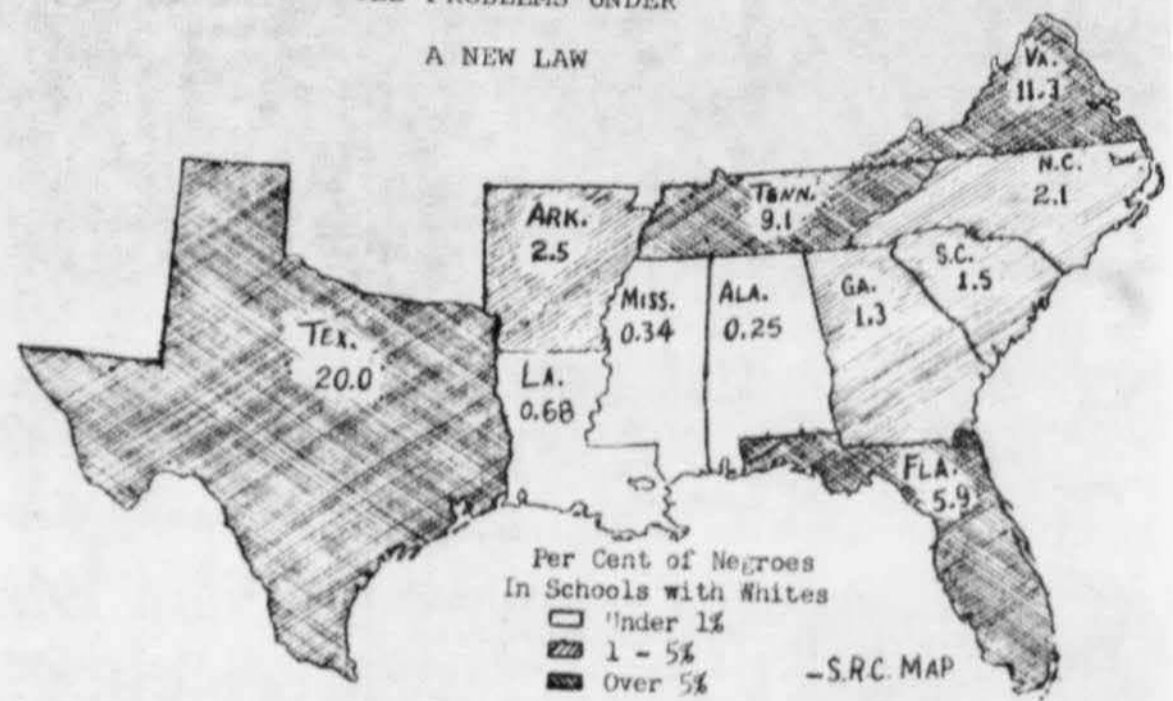 PROBLEMS UNDER
A NEW LAW
VA.
11.3
N.C.
2.1
TENN.
9.1
ARK.
2.5
S.C.
1.5
GA.
1.3
MISS.
0.34
ALA.
0.25
TEX.
20.0
LA.
0.68
FLA.
5.9
Per Cent of Negroes
In Schools with Whites
Under 1%
1 - 5%
Over 5%
-S.R.C. MAP